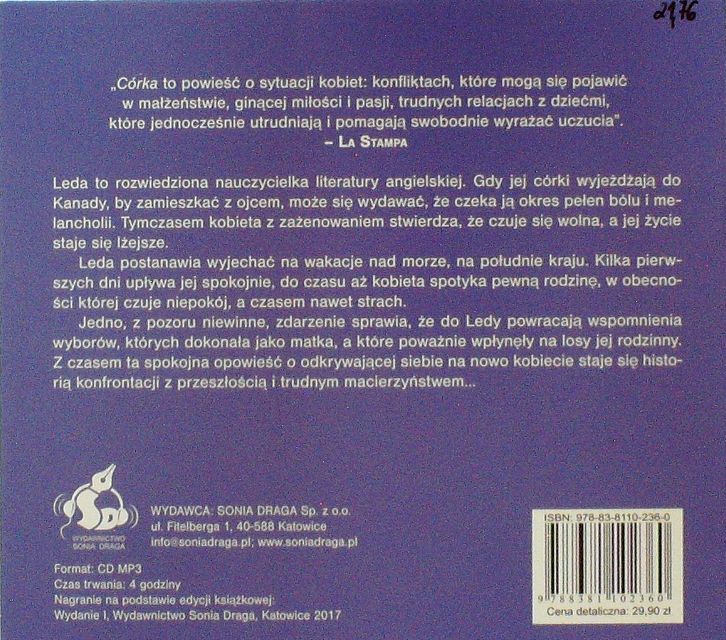 2176
„Córka to powieść o sytuacji kobiet: konfliktach, które mogą się pojawić
w małżeństwie, ginącej miłości i pasji, trudnych relacjach z dziećmi,
które jednocześnie utrudniają i pomagają swobodnie wyrażać uczucia”.
– LA STAMPA
Leda to rozwiedziona nauczycielka literatury angielskiej. Gdy jej córki wyjeżdżają do
Kanady, by zamieszkać z ojcem, może się wydawać, że czeka ją okres pełen bólu i me-
lancholii. Tymczasem kobieta z zażenowaniem stwierdza, że czuje się wolna, a jej życie
staje się lżejsze.
Leda postanawia wyjechać na wakacje nad morze, na południe kraju. Kilka pierw-
szych dni upływa jej spokojnie, do czasu aż kobieta spotyka pewną rodzinę, w obecno-
ści której czuje niepokój, a czasem nawet strach.
Jedno, z pozoru niewinne, zdarzenie sprawia, że do Ledy powracają wspomnienia
wyborów, których dokonała jako matka, a które poważnie wpłynęły na losy jej rodzinny.
Z czasem ta spokojna opowieść o odkrywającej siebie na nowo kobiecie staje się histo-
rią konfrontacji z przeszłością i trudnym macierzyństwem...
SD
WYDAWNICTWO
SONIA DRAGA
WYDAWCA: SONIA DRAGA Sp. z o.o.
ul. Fitelberga 1, 40-588 Katowice
info@soniadraga.pl; www.soniadraga.pl
Format: CD MP3
Czas trwania: 4 godziny
Nagranie na podstawie edycji książkowej:
Wydanie I, Wydawnictwo Sonia Draga, Katowice 2017
ISBN: 978-83-8110-236-0
9 788381 102360
Cena detaliczna: 29,90 zł